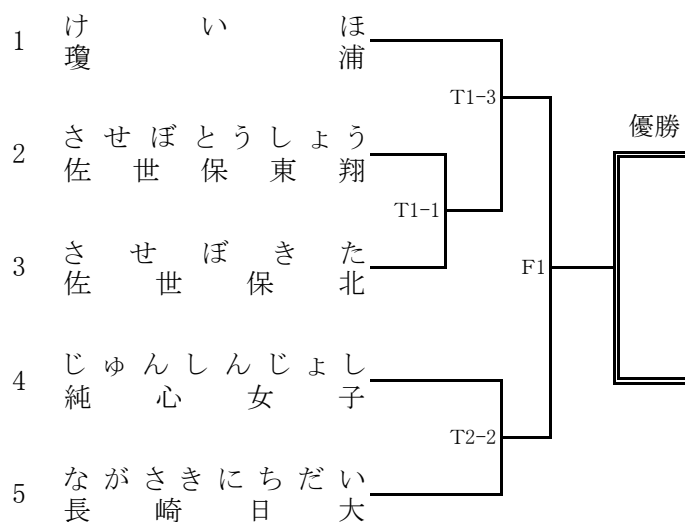 けいほ
1 瓊浦
T1-3
優勝
させぼとうしょう
2 佐世保東翔
T1-1
させぼきた
3 佐世保北
F1
じゅんしんじょし
4 純心女子
T2-2
ながさきにちだい
5 長崎日大